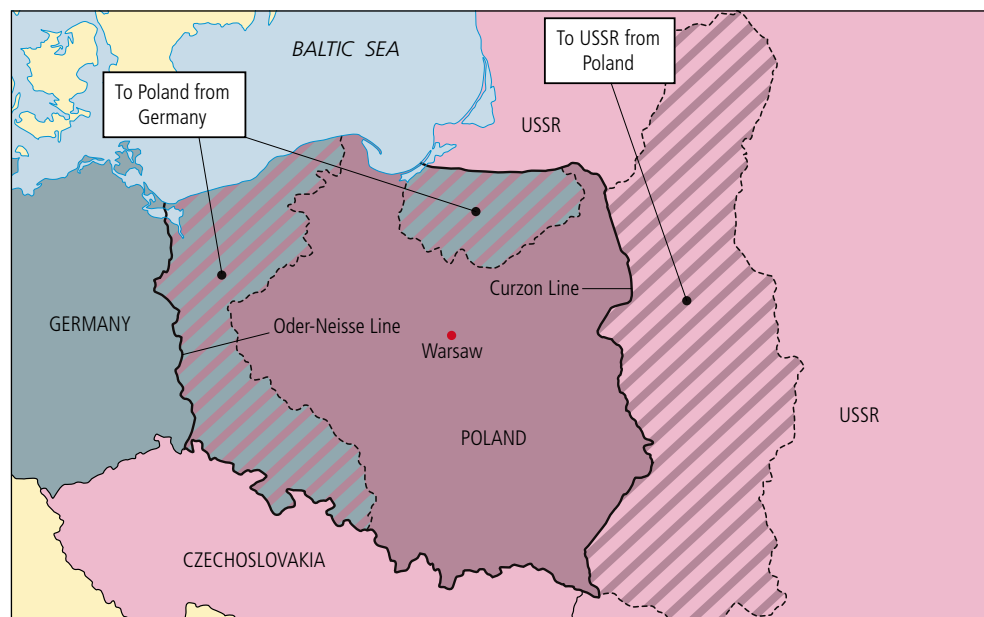 BALTIC SEA
To USSR from
Poland
To Poland from
Germany
USSR
Curzon Line
GERMANY
Oder-Neisse Line
Warsaw
USSR
POLAND
CZECHOSLOVAKIA